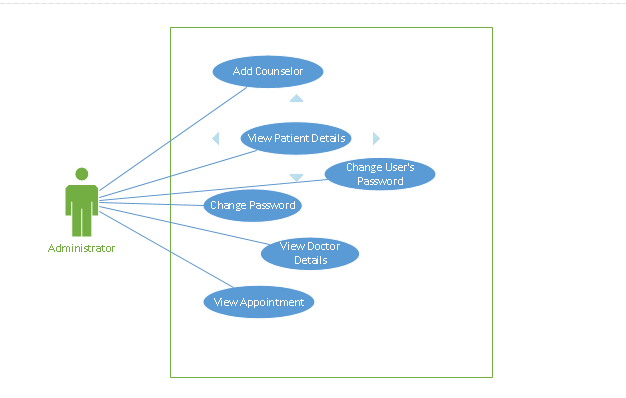 Add Counselor
View Patient Details
Change User's
Password
Change Password
Administrator
View Doctor
Details
View Appointment